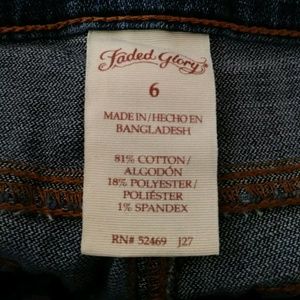 Faded Glory
6
MADE IN/HECHO EN
BANGLADESH
81% COTTON/
ALGODÓN
18% POLYESTER/
POLIÉSTER
1% SPANDEX
RN# 52469 J27